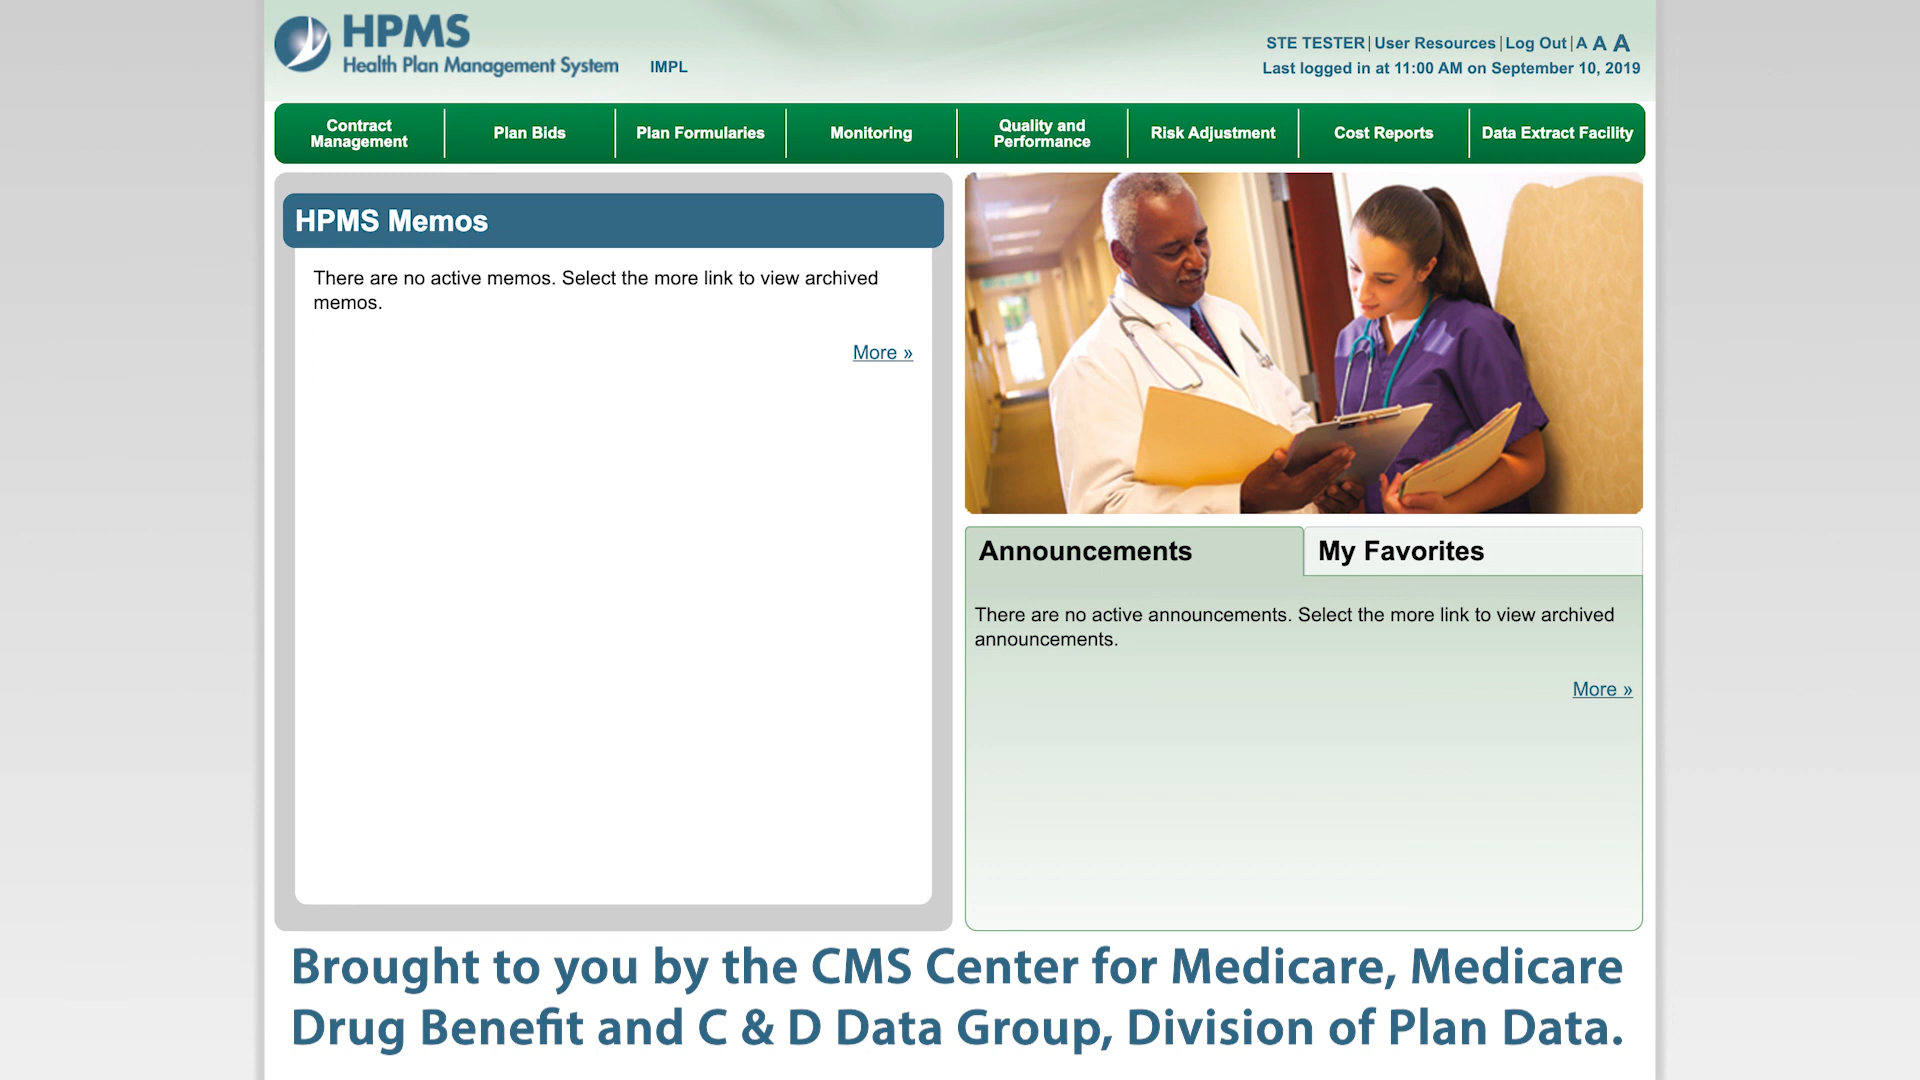 HPMS
Health Plan Management System
IMPL
STE TESTER|User Resources|Log Out|A A A
Last logged in at 11:00 AM on September 10, 2019
Contract
Management
Plan Bids
Plan Formularies
Monitoring
Quality and
Performance
Risk Adjustment
Cost Reports
Data Extract Facility
HPMS Memos
There are no active memos. Select the more link to view archived
memos.
More »
Announcements
My Favorites
There are no active announcements. Select the more link to view archived
announcements.
More »
Brought to you by the CMS Center for Medicare, Medicare
Drug Benefit and C & D Data Group, Division of Plan Data.